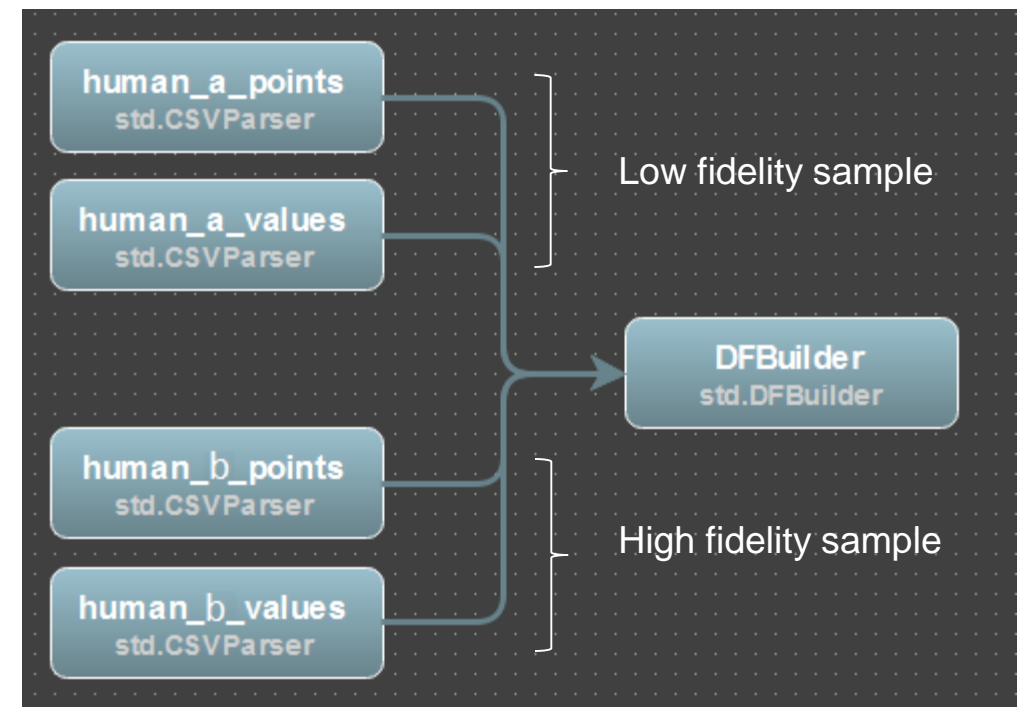 human_a_points
std.CSVParser
Low fidelity sample
human_a_values
std.CSVParser
DFBuilder
std.DFBuilder
human_b_points
std.CSVParser
High fidelity sample
human_b_values
std.CSVParser